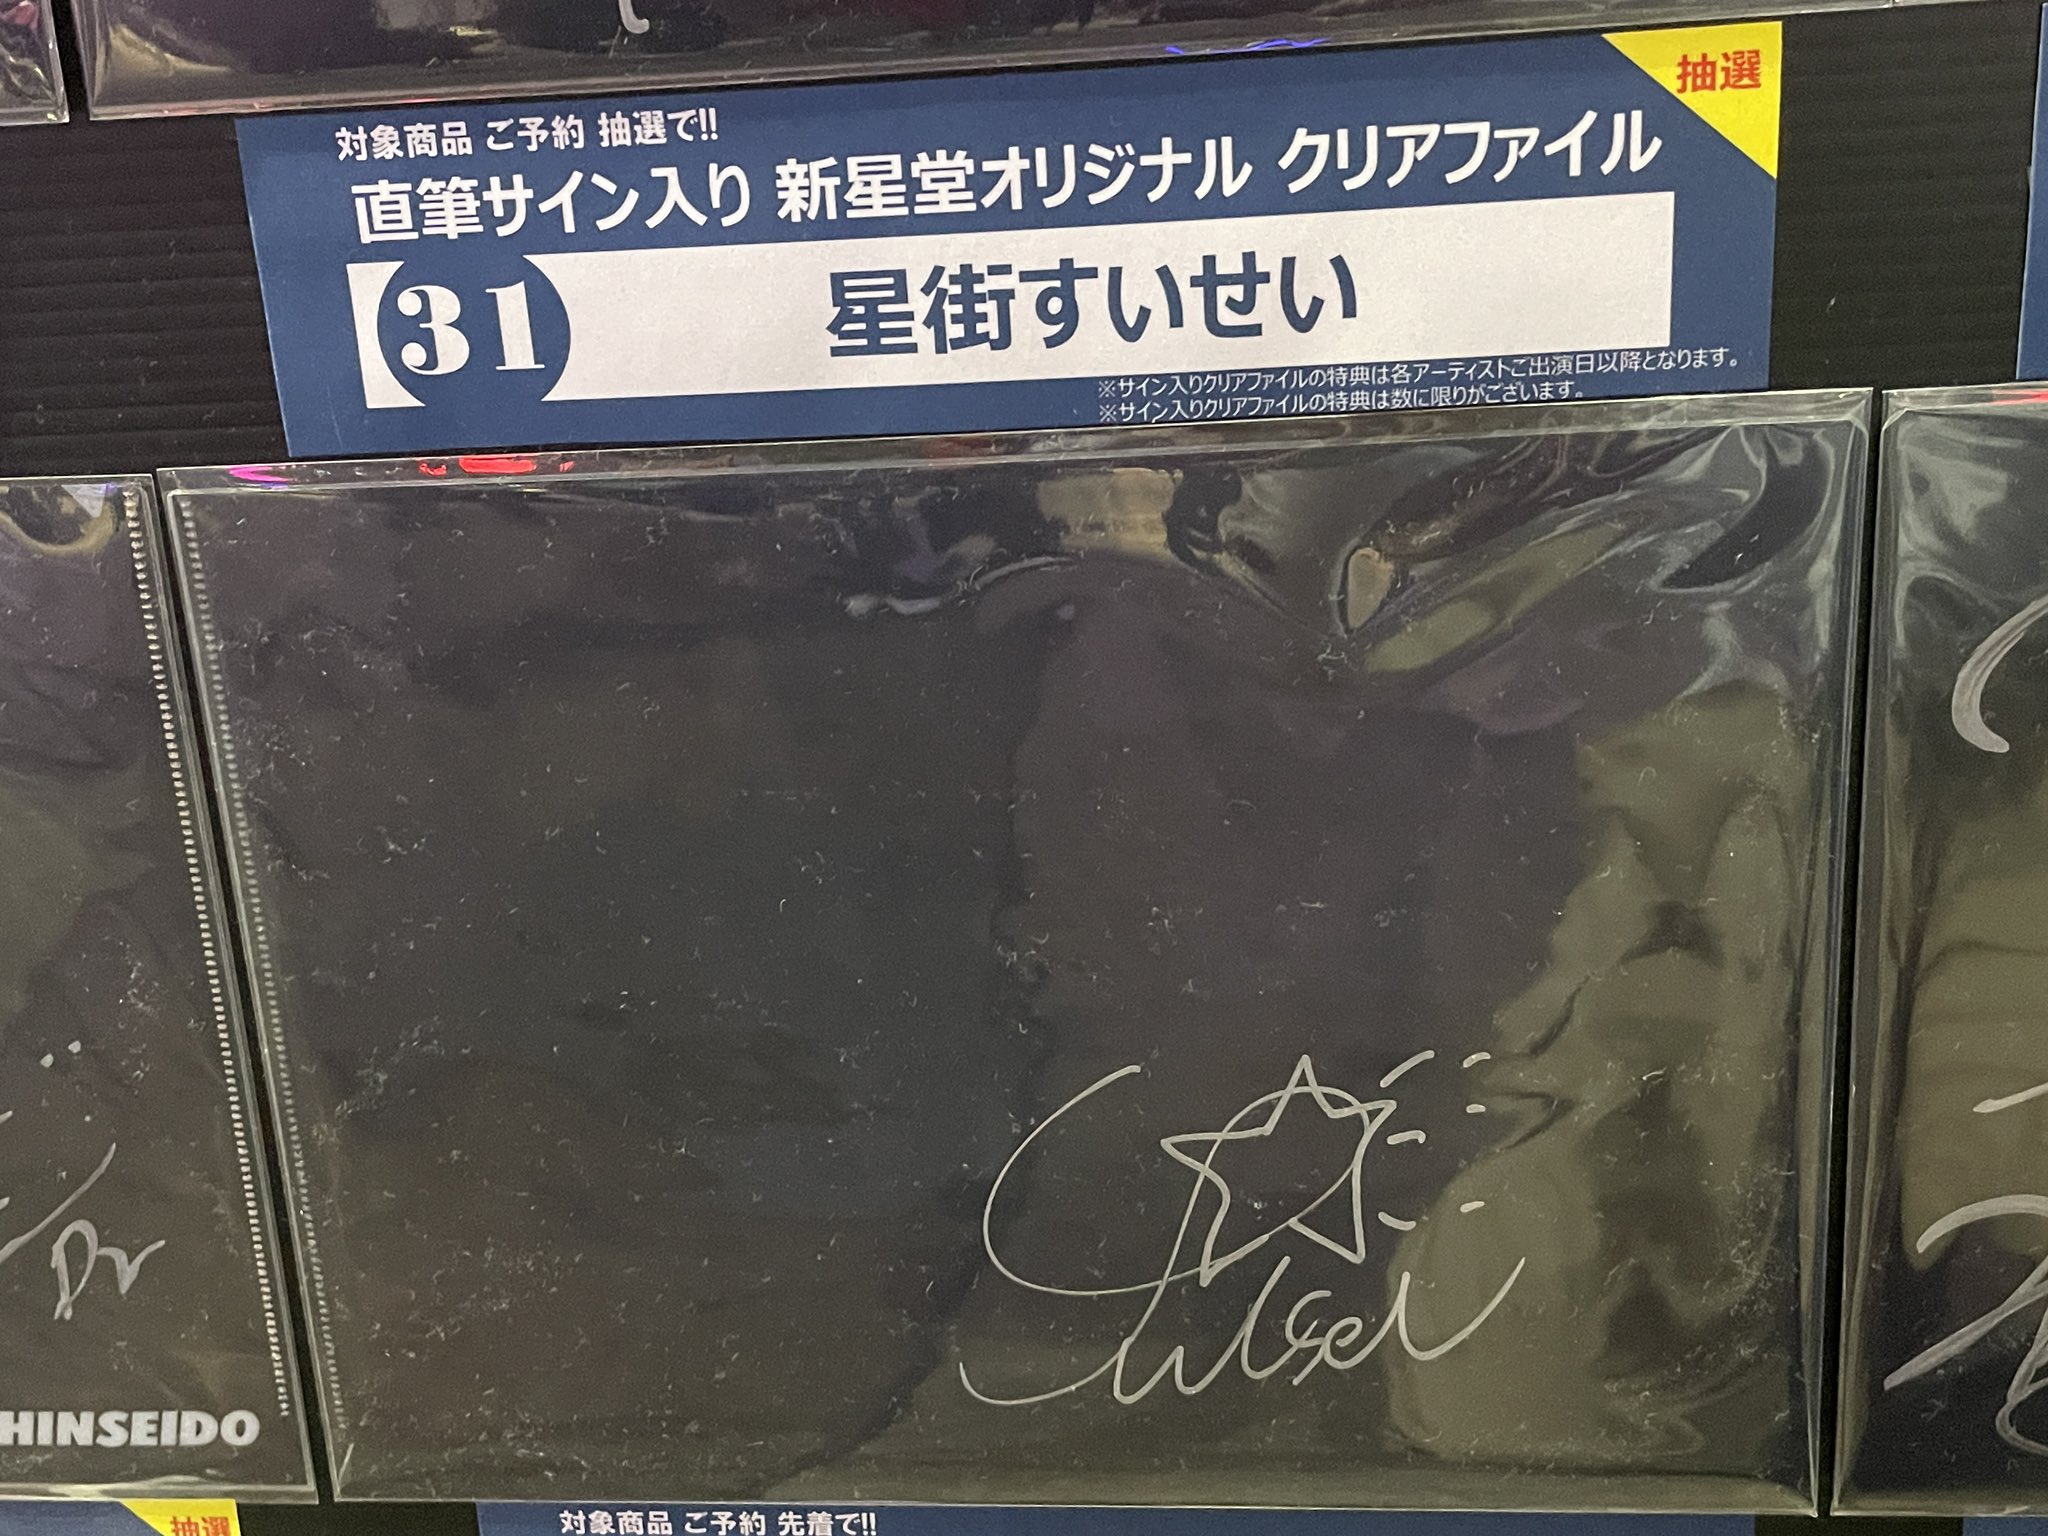 抽選
対象商品 ご予約 抽選で!!
直筆サイン入り 新星堂オリジナル クリアファイル
【31】 星街すいせい
※サイン入りクリアファイルの特典は各アーティストご出演日以降となります。
※サイン入りクリアファイルの特典は数に限りがございます。
Dr
HINSEIDO
抽選
対象商品 ご予約 先着で!!